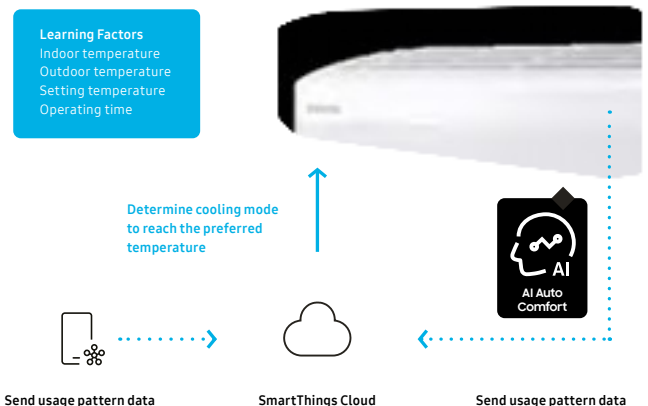 Learning Factors
Indoor temperature
Outdoor temperature
Setting temperature
Operating time
Determine cooling mode
to reach the preferred
temperature
AI
AI Auto
Comfort
Send usage pattern data
SmartThings Cloud
Send usage pattern data